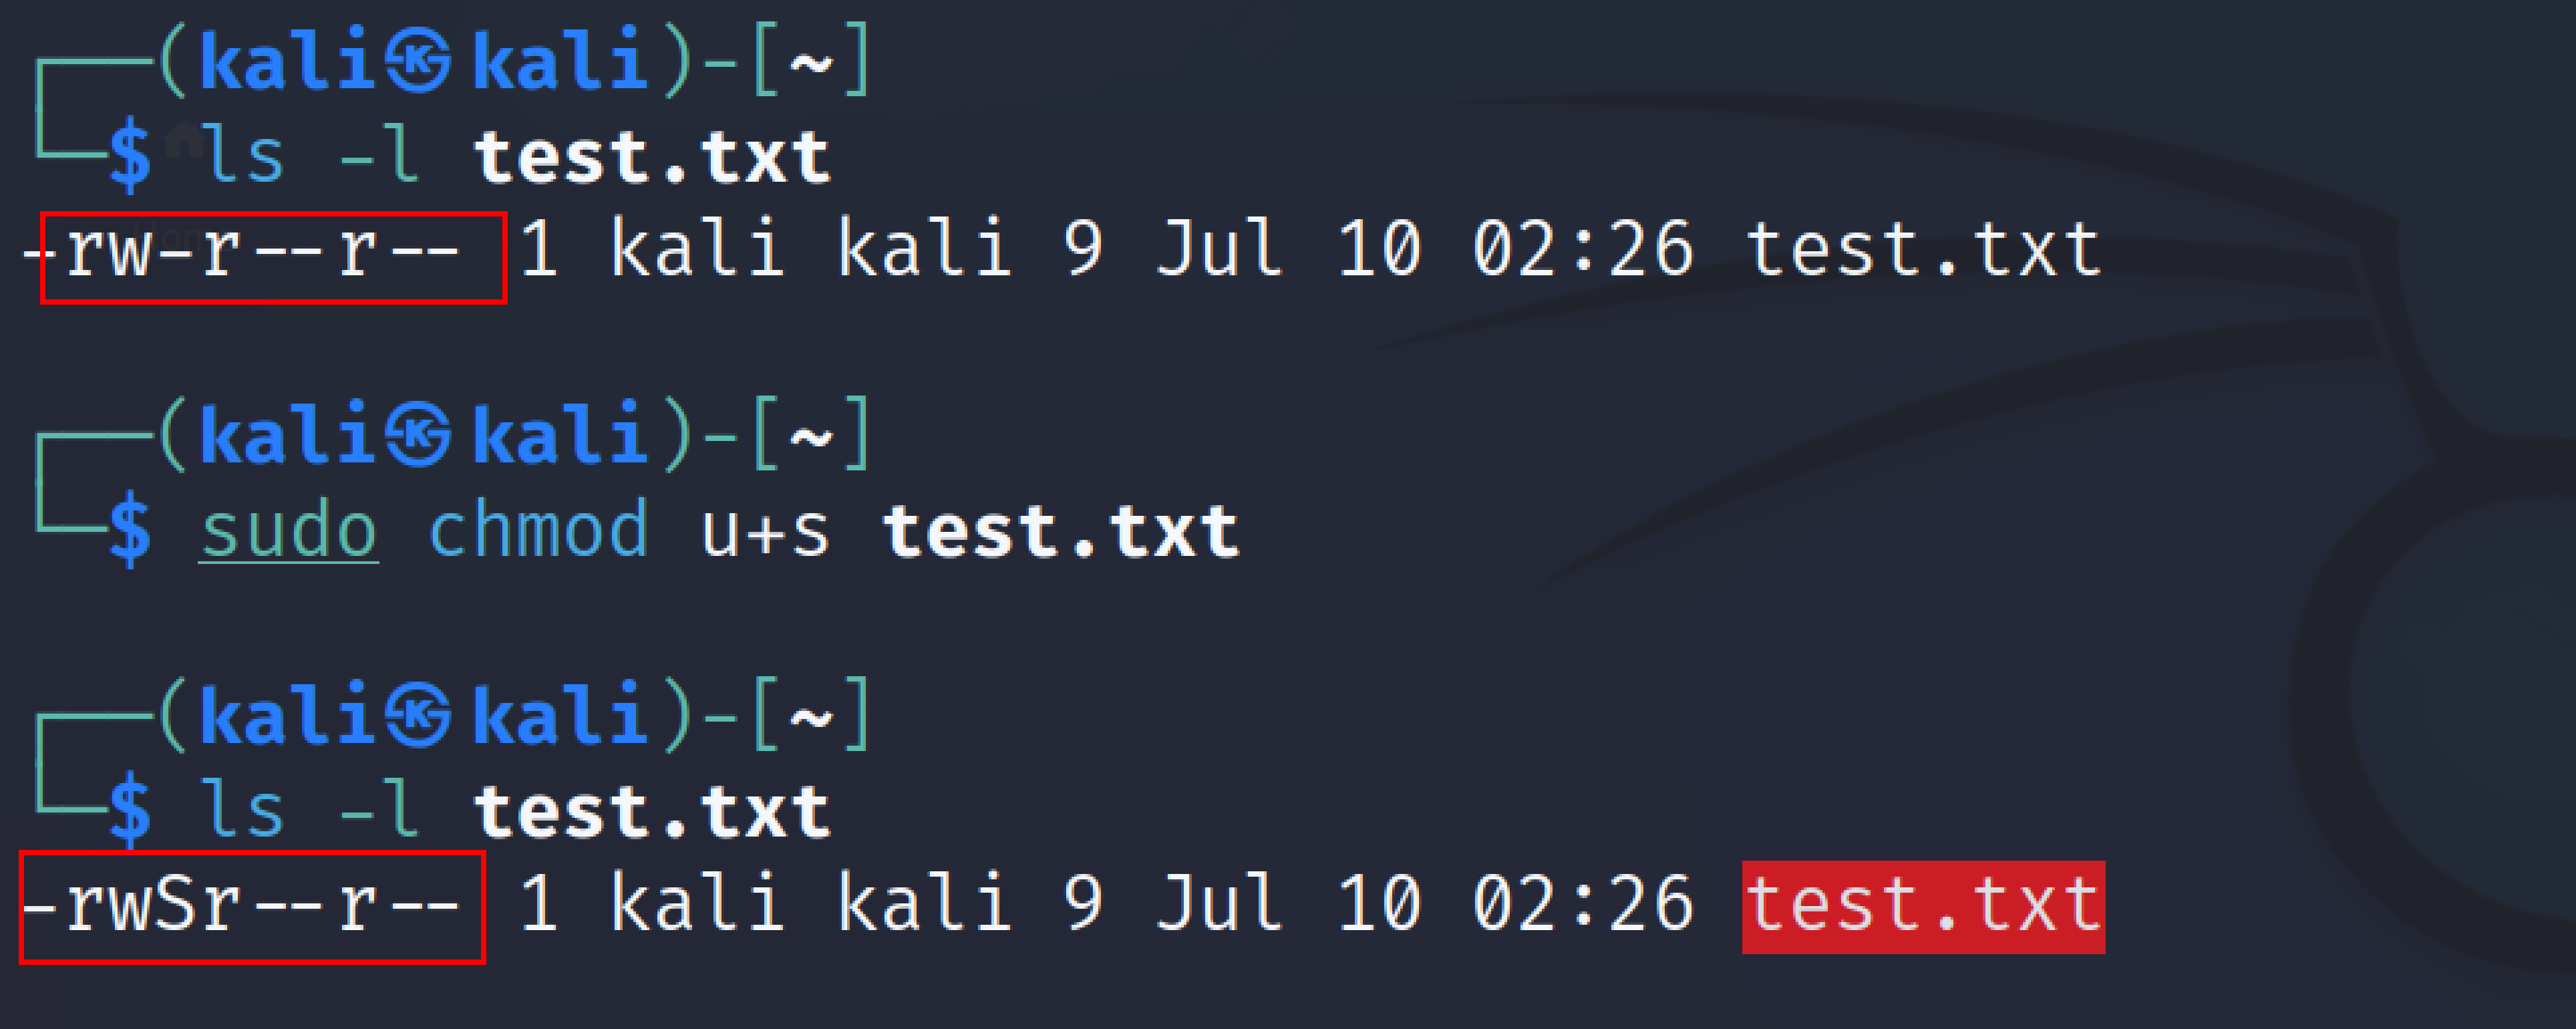 ┌──(kali㉿kali)-[~]
└─$ ls -l test.txt
-rw-r--r-- 1 kali kali 9 Jul 10 02:26 test.txt
┌──(kali㉿kali)-[~]
└─$ sudo chmod u+s test.txt
┌──(kali㉿kali)-[~]
└─$ ls -l test.txt
-rwSr--r-- 1 kali kali 9 Jul 10 02:26 test.txt